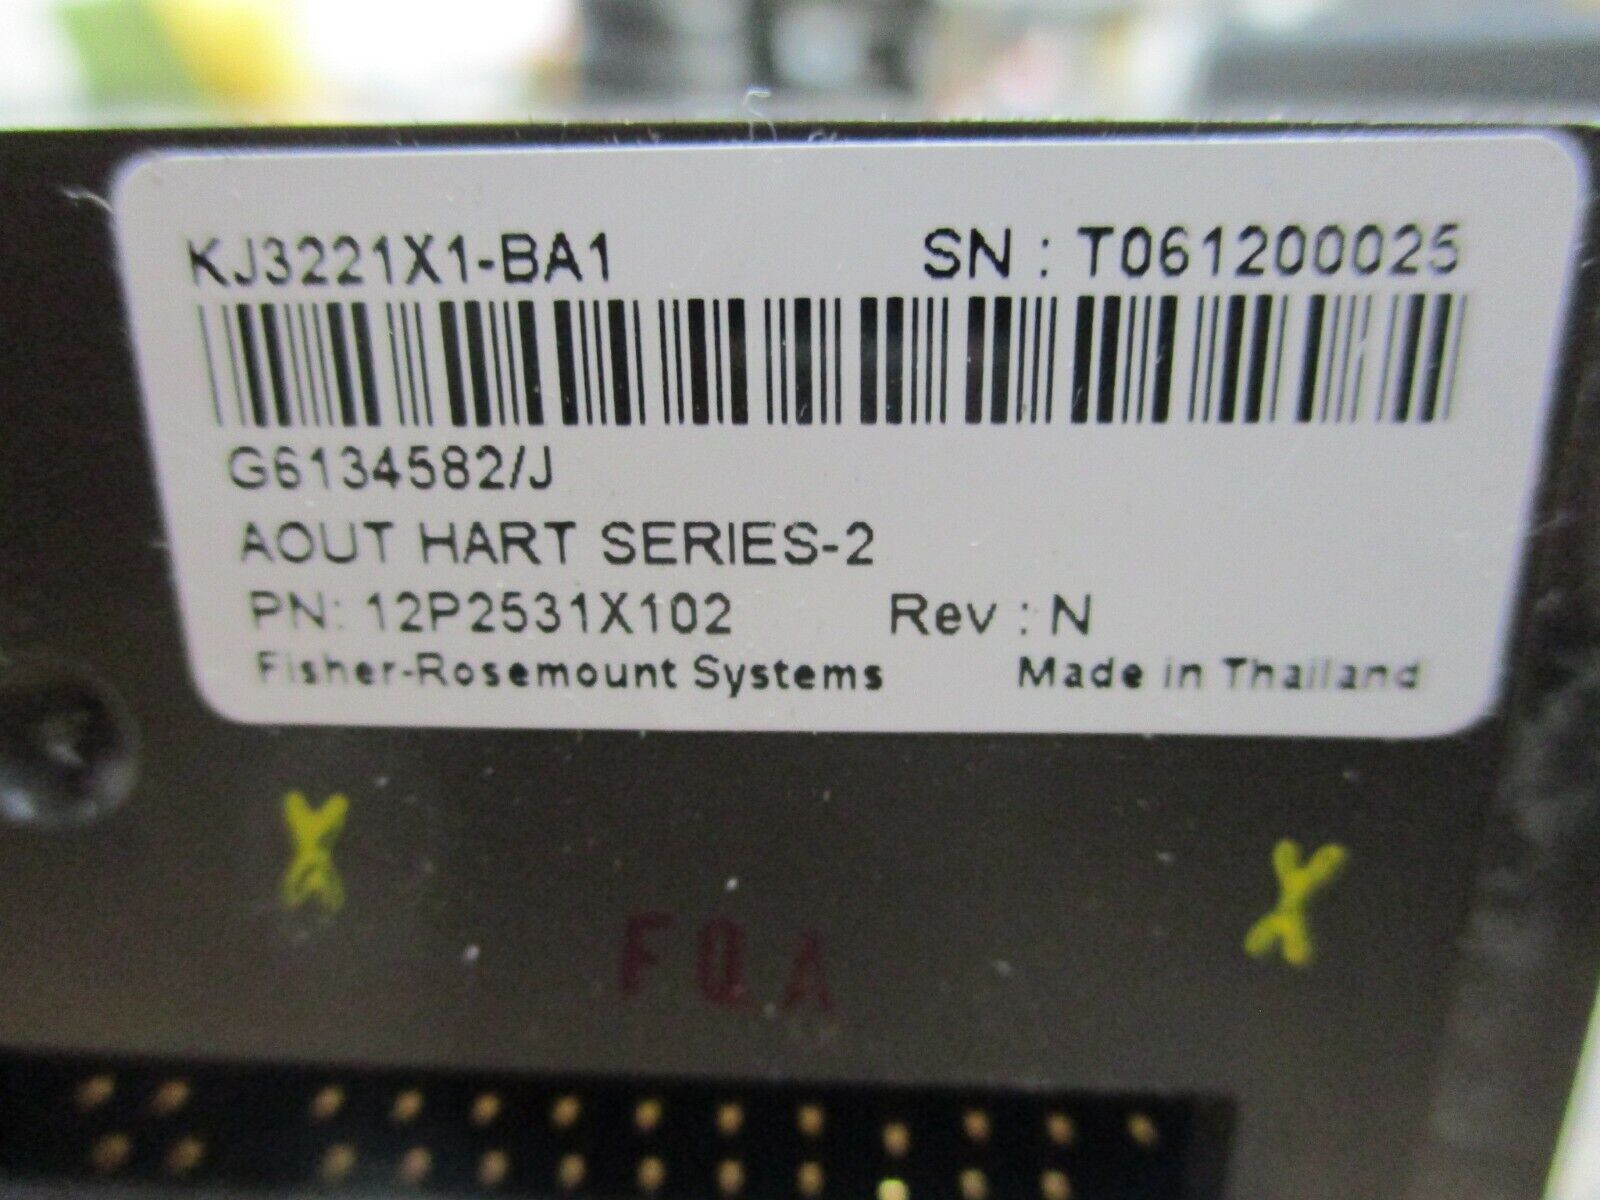 KJ3221X1-BA1 SN : T061200025
G6134582/J
AOUT HART SERIES-2
PN: 12P2531X102 Rev : N
Fisher-Rosemount Systems Made in Thailand
X X
FQA